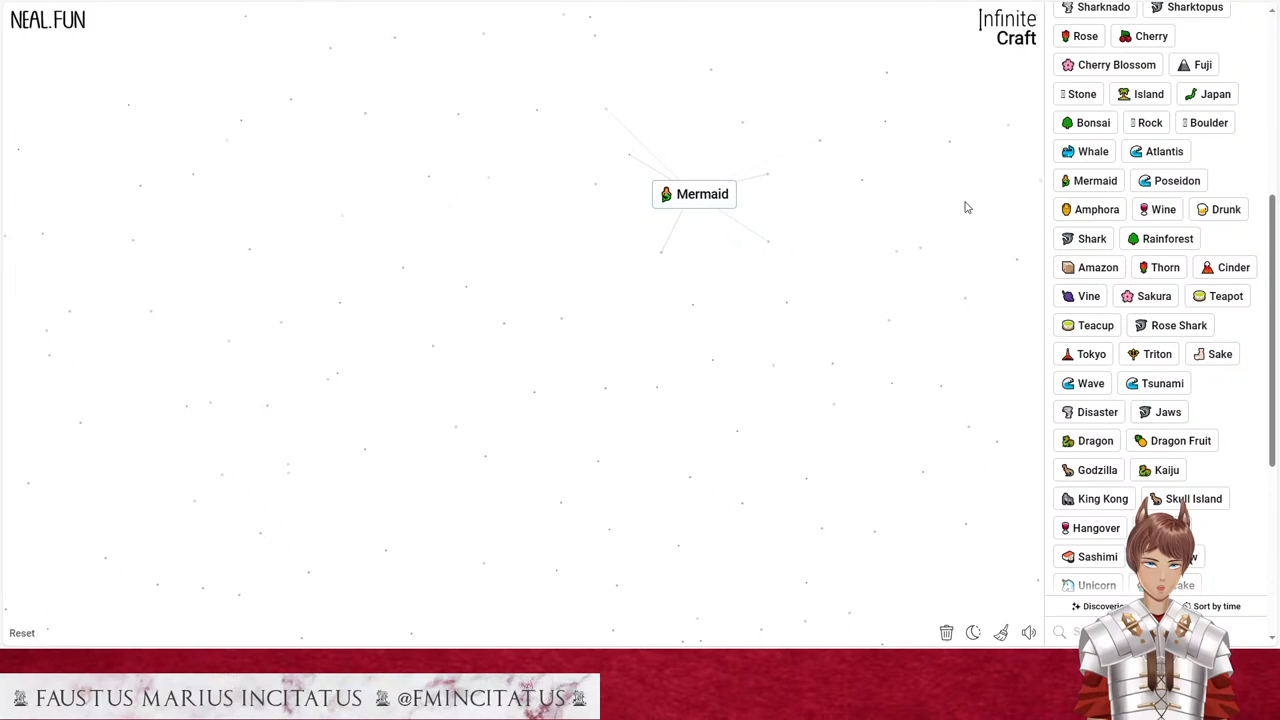 NEAL.FUN
Infinite
Craft
Mermaid
Sharknado Sharktopus
Rose Cherry
Cherry Blossom Fuji
Stone Island Japan
Bonsai Rock Boulder
Whale Atlantis
Mermaid Poseidon
Amphora Wine Drunk
Shark Rainforest
Amazon Thorn Cinder
Vine Sakura Teapot
Teacup Rose Shark
Tokyo Triton Sake
Wave Tsunami
Disaster Jaws
Dragon Dragon Fruit
Godzilla Kaiju
King Kong Skull Island
Hangover
Sashimi
Unicorn
Sort by time
Reset
FAUSTUS MARIUS INCITATUS @FMINCITATUS